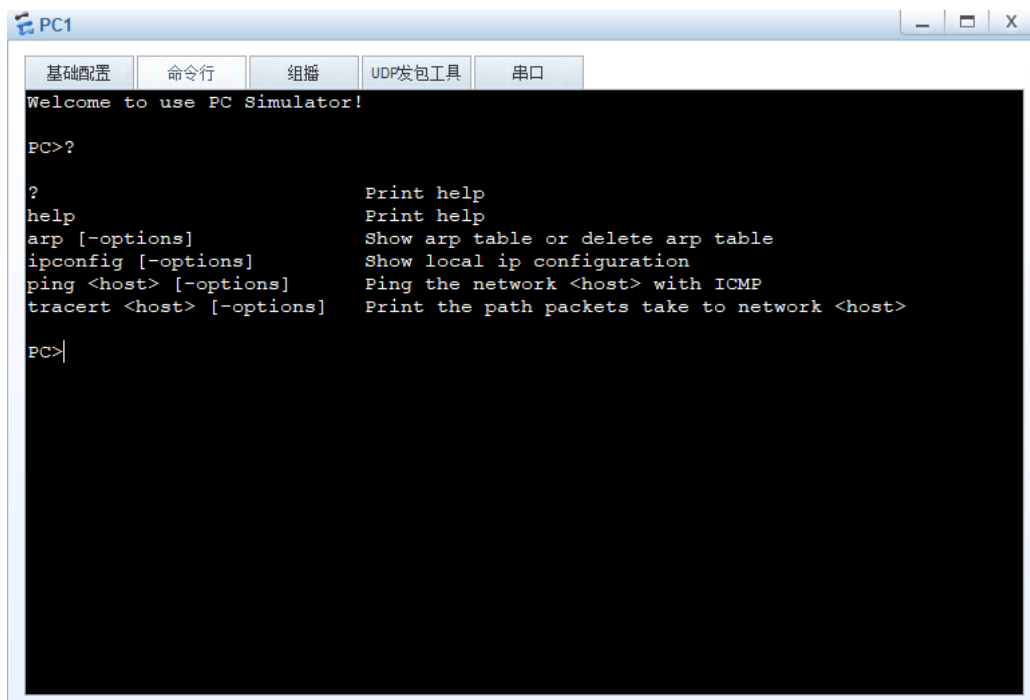 PC1
基础配置 命令行 组播 UDP发包工具 串口
Welcome to use PC Simulator!
PC>?
? Print help
help Print help
arp [-options] Show arp table or delete arp table
ipconfig [-options] Show local ip configuration
ping <host> [-options] Ping the network <host> with ICMP
tracert <host> [-options] Print the path packets take to network <host>
PC>